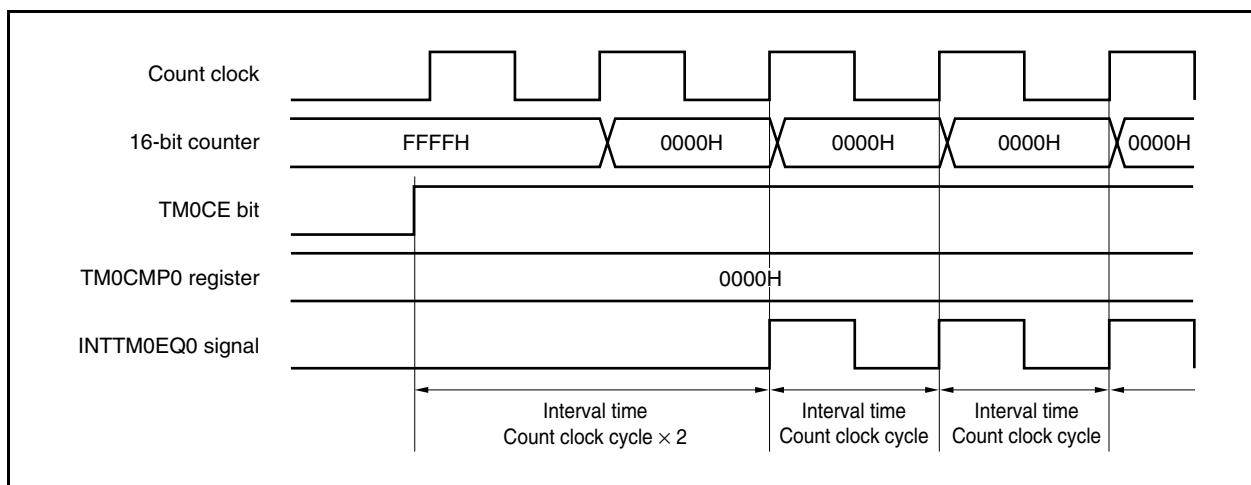 Count clock
16-bit counter
FFFFH
0000H
0000H
0000H
0000H
TM0CE bit
TM0CMP0 register
0000H
INTTM0EQ0 signal
Interval time
Count clock cycle × 2
Interval time
Count clock cycle
Interval time
Count clock cycle